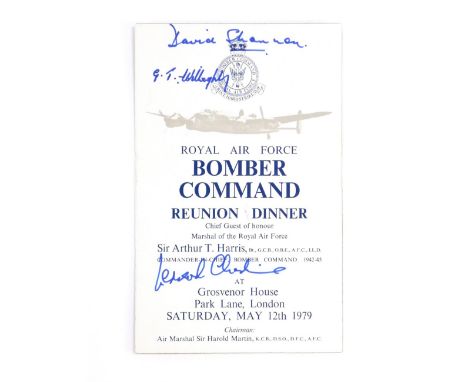 David Shannon.
G. T.
ROYAL AIR FORCE
BOMBER
COMMAND
REUNION DINNER
Chief Guest of honour
Marshal of the Royal Air Force
Sir Arthur T. Harris, Bt., G.C.B., O.B.E., A.F.C., LL.D.
COMMANDER-IN-CHIEF BOMBER COMMAND 1942-45
Leonard Cheshire
AT
Grosvenor House
Park Lane, London
SATURDAY, MAY 12th 1979
Chairman:
Air Marshal Sir Harold Martin, K.C.B., D.S.O., D.F.C., A.F.C.